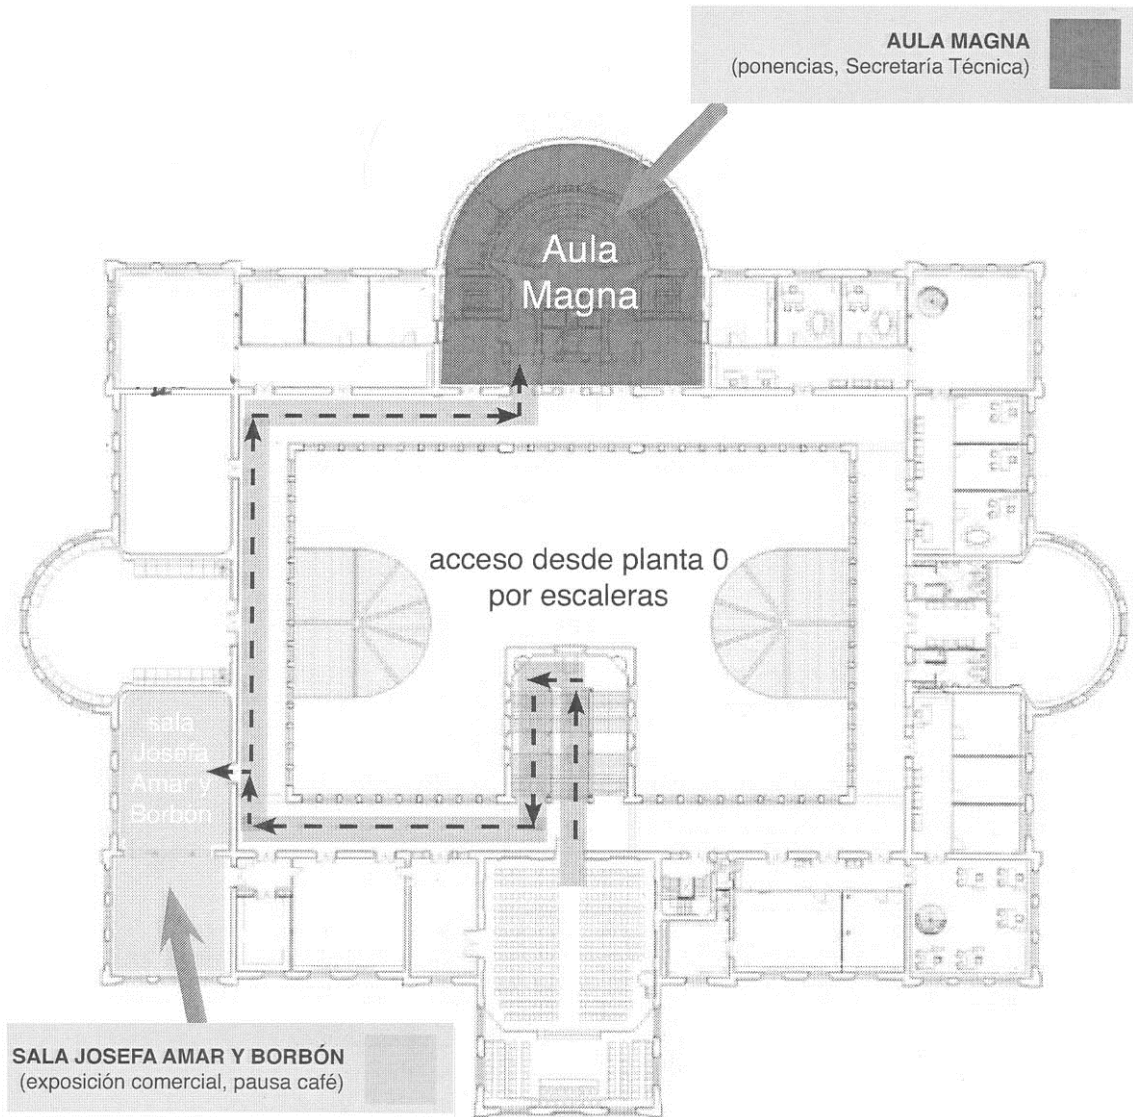 AULA MAGNA
(ponencias, Secretaría Técnica)
Aula
Magna
acceso desde planta 0
por escaleras
sala
Josefa
Amar y
Borbón
SALA JOSEFA AMAR Y BORBÓN
(exposición comercial, pausa café)